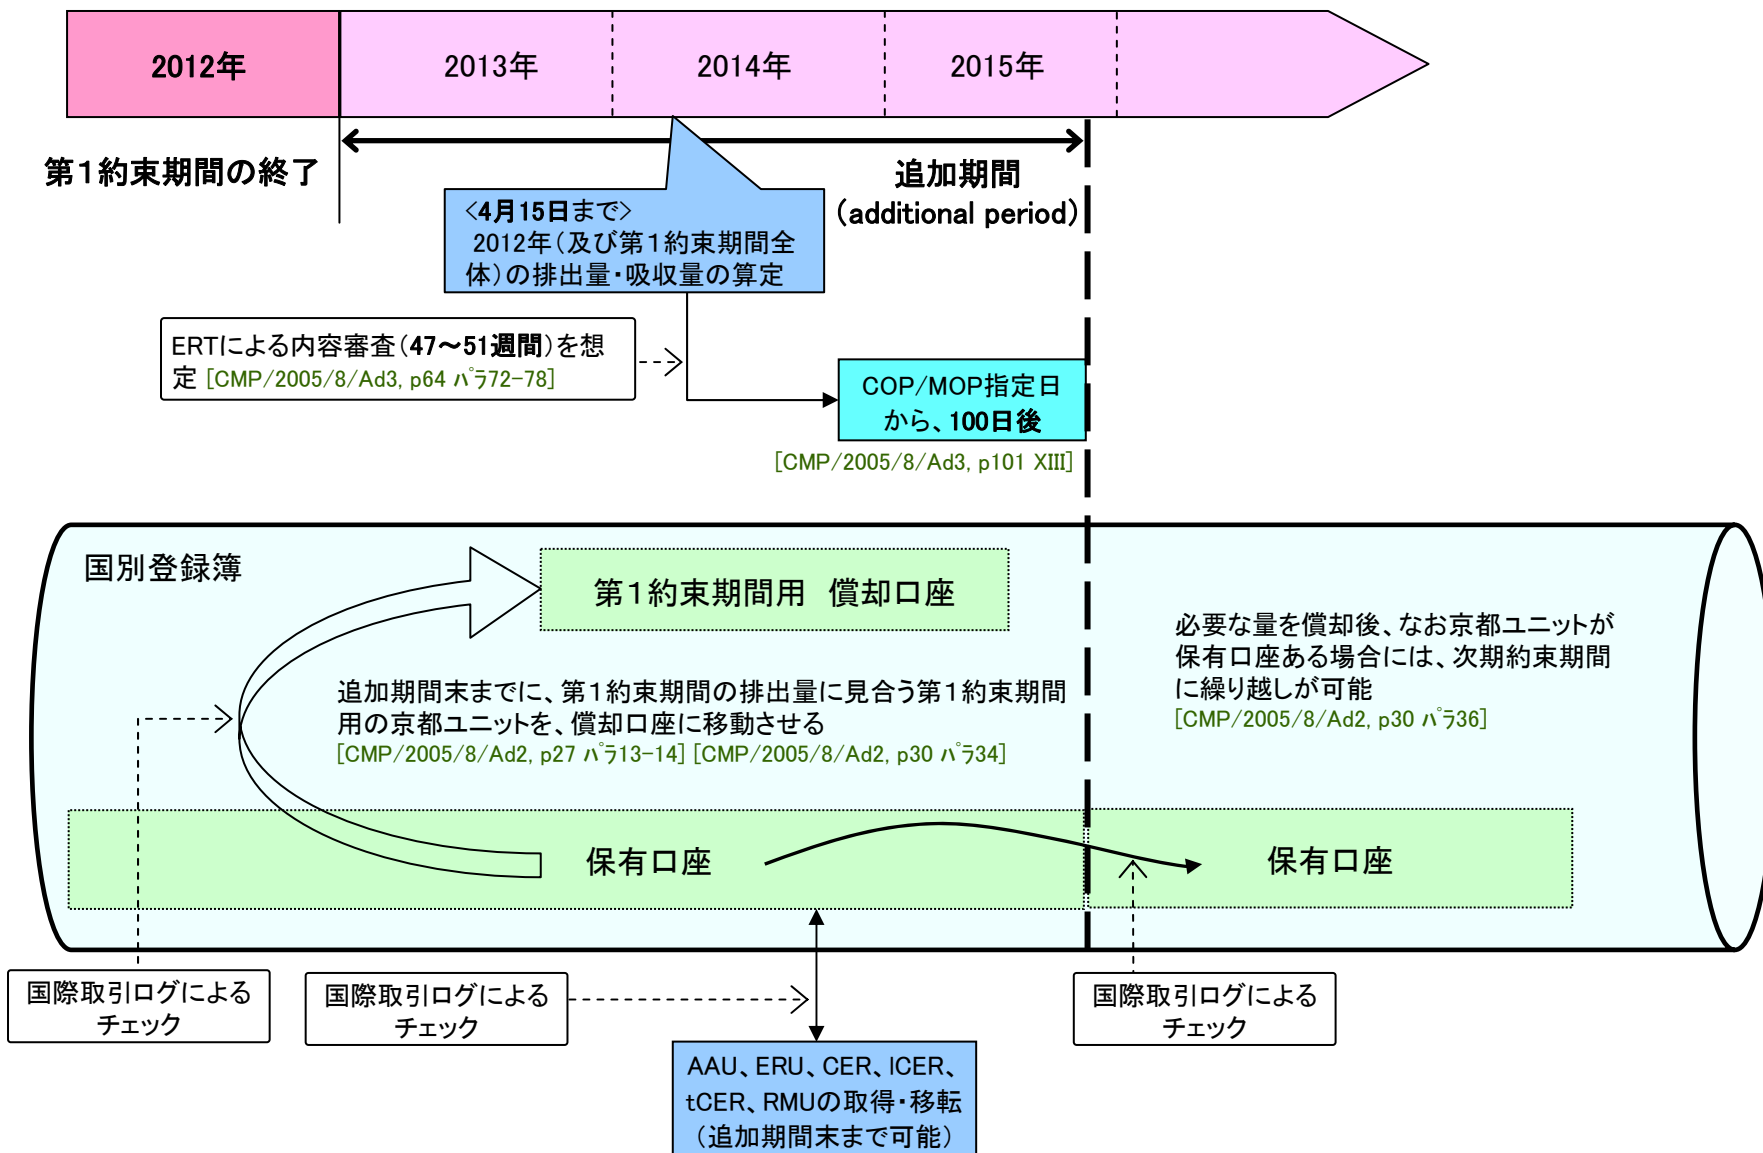 2012年
2013年
2014年
2015年
第1約束期間の終了
追加期間
(additional period)
<4月15日まで>
2012年(及び第1約束期間全
体)の排出量・吸収量の算定
ERTによる内容審査(47~51週間)を想
定 [CMP/2005/8/Ad3, p64 パラ72-78]
COP/MOP指定日
から、100日後
[CMP/2005/8/Ad3, p101 XIII]
国別登録簿
第1約束期間用 償却口座
追加期間末までに、第1約束期間の排出量に見合う第1約束期間
用の京都ユニットを、償却口座に移動させる
[CMP/2005/8/Ad2, p27 パラ13-14] [CMP/2005/8/Ad2, p30 パラ34]
必要な量を償却後、なお京都ユニットが
保有口座ある場合には、次期約束期間
に繰り越しが可能
[CMP/2005/8/Ad2, p30 パラ36]
保有口座
保有口座
国際取引ログによる
チェック
国際取引ログによる
チェック
国際取引ログによる
チェック
AAU、ERU、CER、lCER、
tCER、RMUの取得・移転
(追加期間末まで可能)